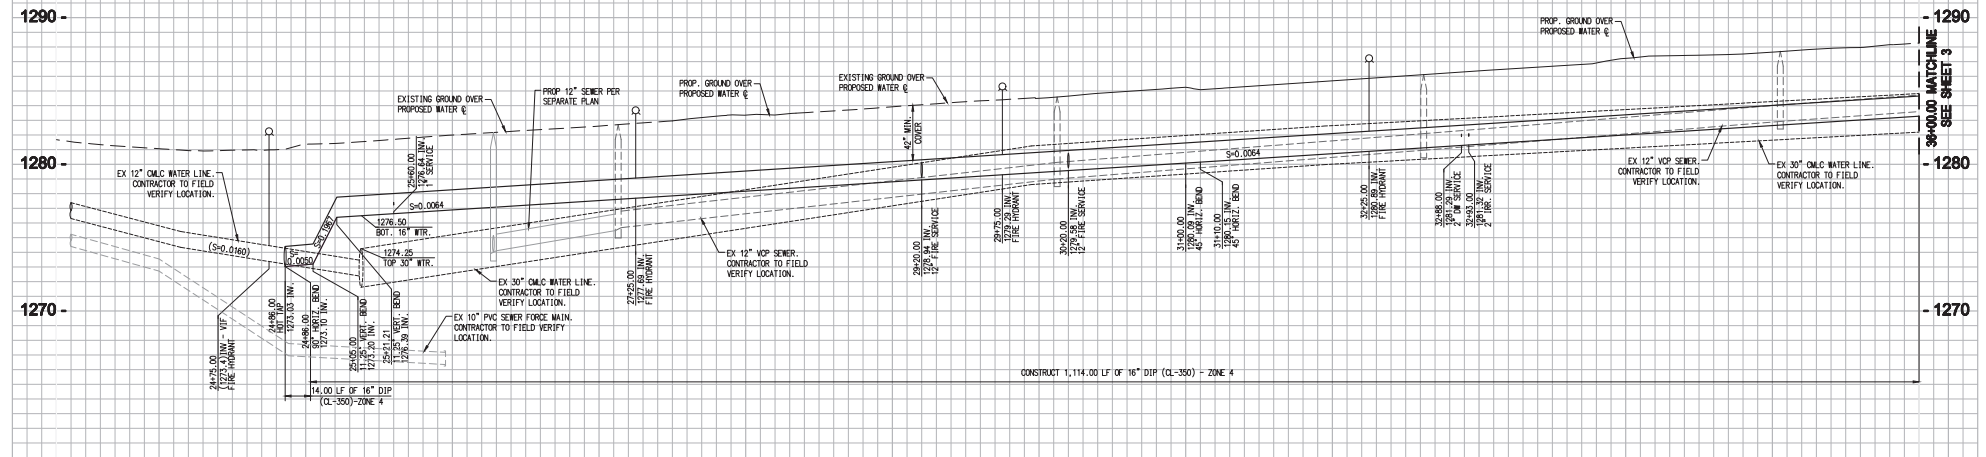 1290 -
1280 -
1270 -
- 1290
- 1280
- 1270
36+00.00 MATCHLINE
SEE SHEET 3
EX 12" CMLC WATER LINE.
CONTRACTOR TO FIELD
VERIFY LOCATION.
(S=0.0160)
S=
0.0050
S=0.1967
EXISTING GROUND OVER
PROPOSED WATER ℄
25+60.00
1276.64 INV.
1" SERVICE
S=0.0064
1276.50
BOT. 16" WTR.
1274.25
TOP 30" WTR.
PROP 12" SEWER PER
SEPARATE PLAN
PROP. GROUND OVER
PROPOSED WATER ℄
EXISTING GROUND OVER
PROPOSED WATER ℄
42" MIN.
COVER
EX 12" VCP SEWER.
CONTRACTOR TO FIELD
VERIFY LOCATION.
EX 30" CMLC WATER LINE.
CONTRACTOR TO FIELD
VERIFY LOCATION.
EX 10" PVC SEWER FORCE MAIN.
CONTRACTOR TO FIELD VERIFY
LOCATION.
24+75.00
(1273.4)INV - VIF
FIRE HYDRANT
24+86.00
HOT TAP
1273.03 INV.
24+86.00
90° HORIZ. BEND
1273.10 INV.
25+05.00
11.25° VERT. BEND
1273.20 INV.
25+21.21
11.25° VERT. BEND
1276.39 INV.
27+25.00
1277.69 INV.
FIRE HYDRANT
29+20.00
1278.94 INV.
12" FIRE SERVICE
29+75.00
1279.29 INV.
FIRE HYDRANT
30+20.00
1279.58 INV.
12" FIRE SERVICE
31+00.00
1280.09 INV.
45° HORIZ. BEND
31+10.00
1280.15 INV.
45° HORIZ. BEND
S=0.0064
32+25.00
1280.89 INV.
FIRE HYDRANT
32+88.00
1281.29 INV.
2" DW SERVICE
32+93.00
1281.32 INV.
2" IRR. SERVICE
PROP. GROUND OVER
PROPOSED WATER ℄
EX 12" VCP SEWER.
CONTRACTOR TO FIELD
VERIFY LOCATION.
EX 30" CMLC WATER LINE.
CONTRACTOR TO FIELD
VERIFY LOCATION.
14.00 LF OF 16" DIP
(CL-350)-ZONE 4
CONSTRUCT 1,114.00 LF OF 16" DIP (CL-350) - ZONE 4